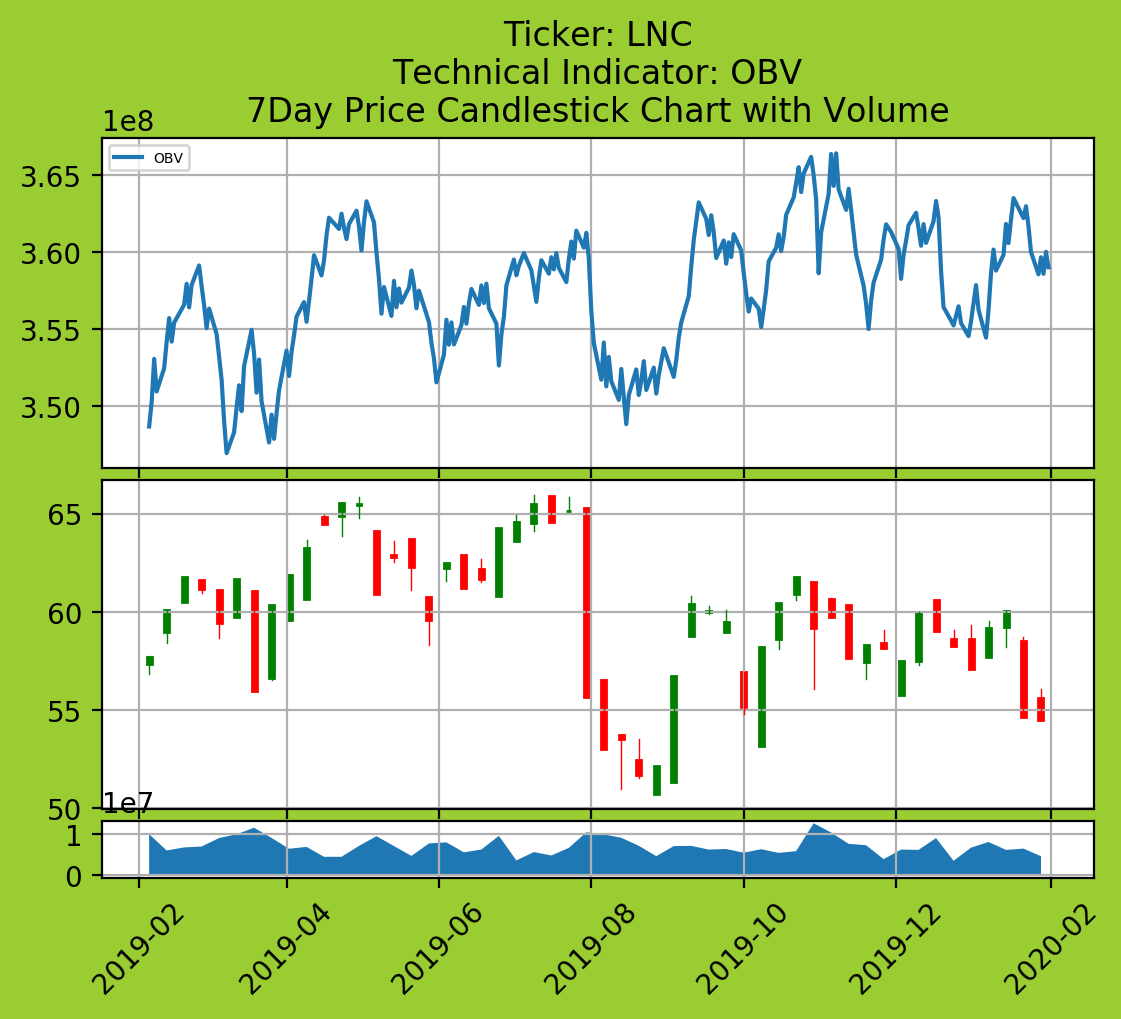 Ticker: LNC
Technical Indicator: OBV
7Day Price Candlestick Chart with Volume
1e8
OBV
3.65
3.60
3.55
3.50
65
60
55
50
1e7
1
0
2019-02
2019-04
2019-06
2019-08
2019-10
2019-12
2020-02